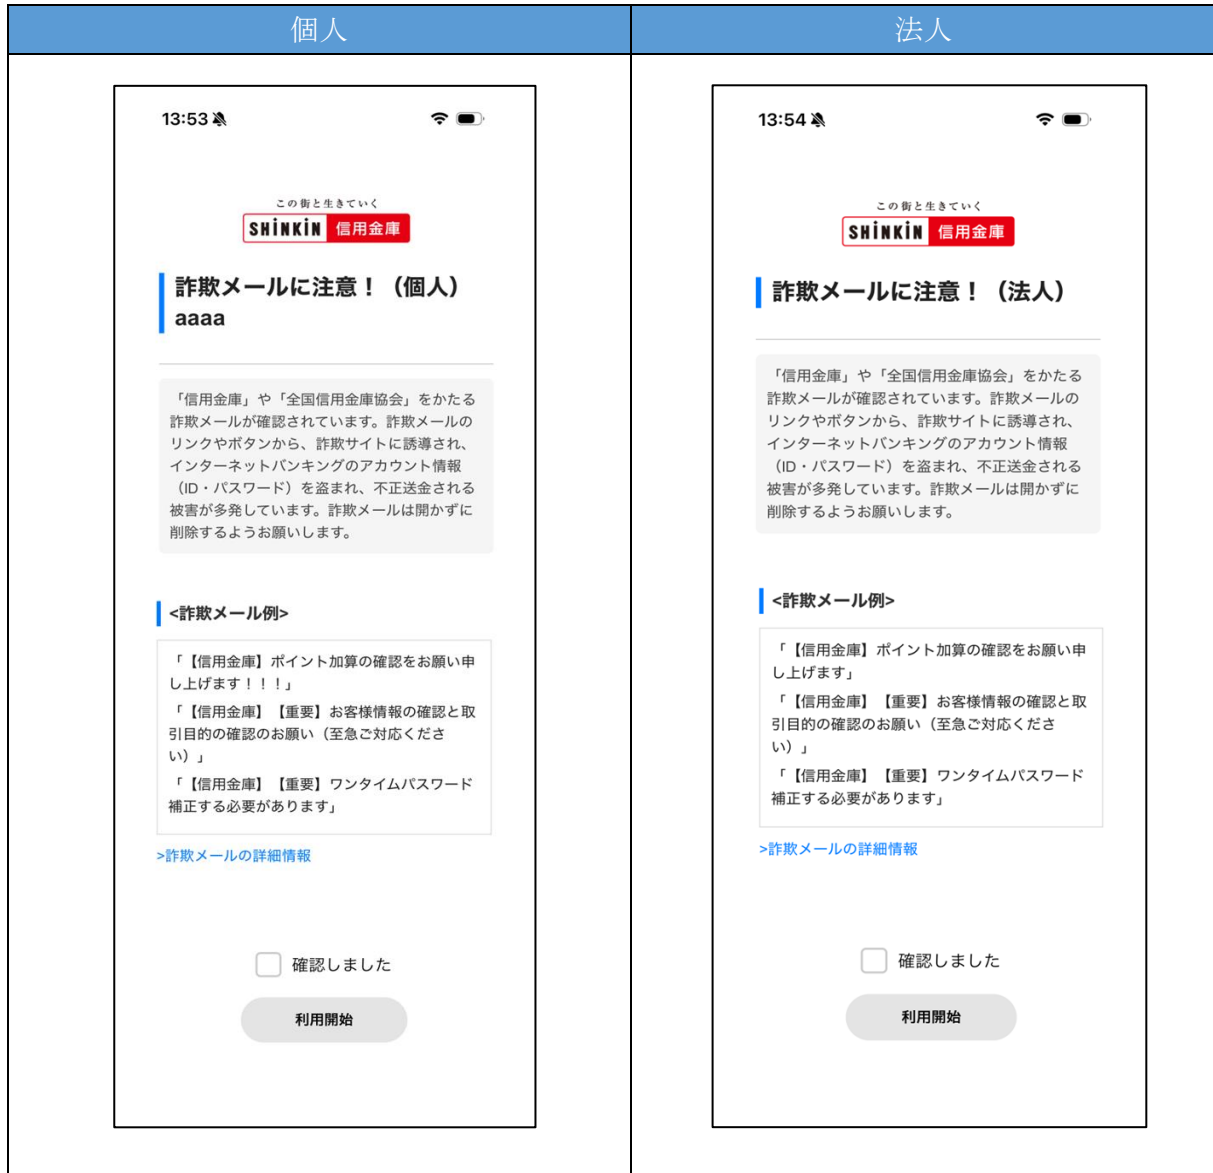 個人
法人
13:53
この街と生きていく
SHINKIN 信用金庫
詐欺メールに注意！（個人）
aaaa
「信用金庫」や「全国信用金庫協会」をかたる
詐欺メールが確認されています。詐欺メールの
リンクやボタンから、詐欺サイトに誘導され、
インターネットバンキングのアカウント情報
（ID・パスワード）を盗まれ、不正送金される
被害が多発しています。詐欺メールは開かずに
削除するようお願いします。
<詐欺メール例>
「【信用金庫】ポイント加算の確認をお願い申
し上げます！！！」
「【信用金庫】【重要】お客様情報の確認と取
引目的の確認のお願い（至急ご対応くださ
い）」
「【信用金庫】【重要】ワンタイムパスワード
補正する必要があります」
>詐欺メールの詳細情報
確認しました
利用開始
13:54
この街と生きていく
SHINKIN 信用金庫
詐欺メールに注意！（法人）
「信用金庫」や「全国信用金庫協会」をかたる
詐欺メールが確認されています。詐欺メールの
リンクやボタンから、詐欺サイトに誘導され、
インターネットバンキングのアカウント情報
（ID・パスワード）を盗まれ、不正送金される
被害が多発しています。詐欺メールは開かずに
削除するようお願いします。
<詐欺メール例>
「【信用金庫】ポイント加算の確認をお願い申
し上げます」
「【信用金庫】【重要】お客様情報の確認と取
引目的の確認のお願い（至急ご対応くださ
い）」
「【信用金庫】【重要】ワンタイムパスワード
補正する必要があります」
>詐欺メールの詳細情報
確認しました
利用開始